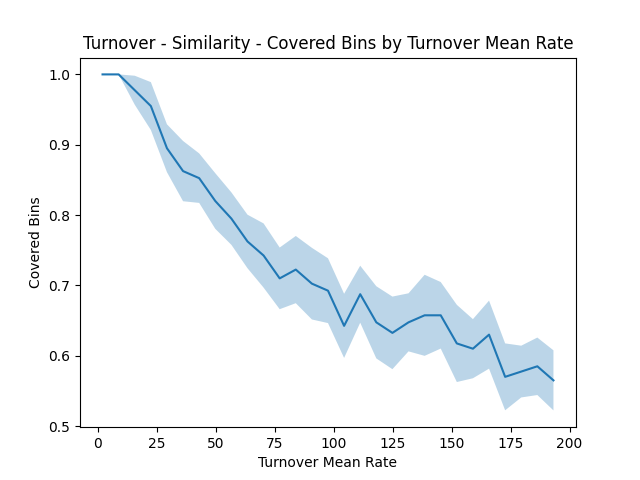 Turnover - Similarity - Covered Bins by Turnover Mean Rate
1.0
0.9
0.8
0.7
0.6
0.5
Covered Bins
0 25 50 75 100 125 150 175 200
Turnover Mean Rate